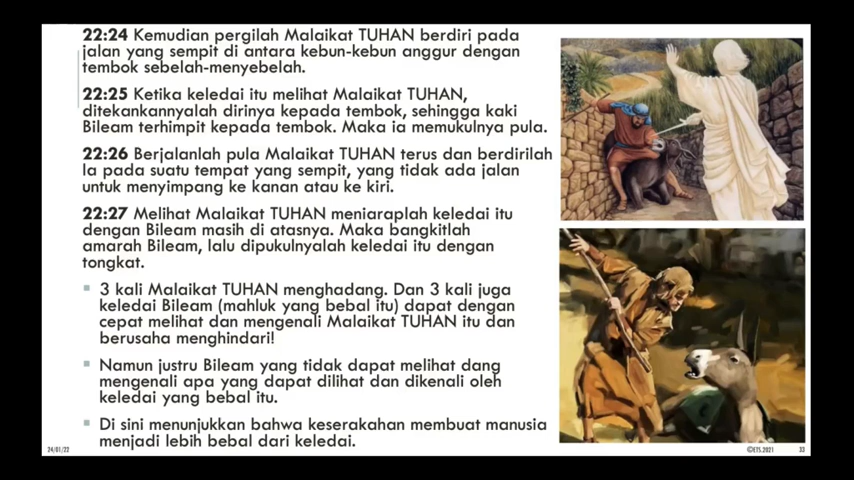 22:24 Kemudian pergilah Malaikat TUHAN berdiri pada
jalan yang sempit di antara kebun-kebun anggur dengan
tembok sebelah-menyebelah.
22:25 Ketika keledai itu melihat Malaikat TUHAN,
ditekankannyalah dirinya kepada tembok, sehingga kaki
Bileam terhimpit kepada tembok. Maka ia memukulnya pula.
22:26 Berjalanlah pula Malaikat TUHAN terus dan berdirilah
Ia pada suatu tempat yang sempit, yang tidak ada jalan
untuk menyimpang ke kanan atau ke kiri.
22:27 Melihat Malaikat TUHAN meniaraplah keledai itu
dengan Bileam masih di atasnya. Maka bangkitlah
amarah Bileam, lalu dipukulnyalah keledai itu dengan
tongkat.
▪ 3 kali Malaikat TUHAN menghadang. Dan 3 kali juga
keledai Bileam (mahluk yang bebal itu) dapat dengan
cepat melihat dan mengenali Malaikat TUHAN itu dan
berusaha menghindari!
▪ Namun justru Bileam yang tidak dapat melihat dang
mengenali apa yang dapat dilihat dan dikenali oleh
keledai yang bebal itu.
▪ Di sini menunjukkan bahwa keserakahan membuat manusia
menjadi lebih bebal dari keledai.
24/01/22
©ETS.2021
33